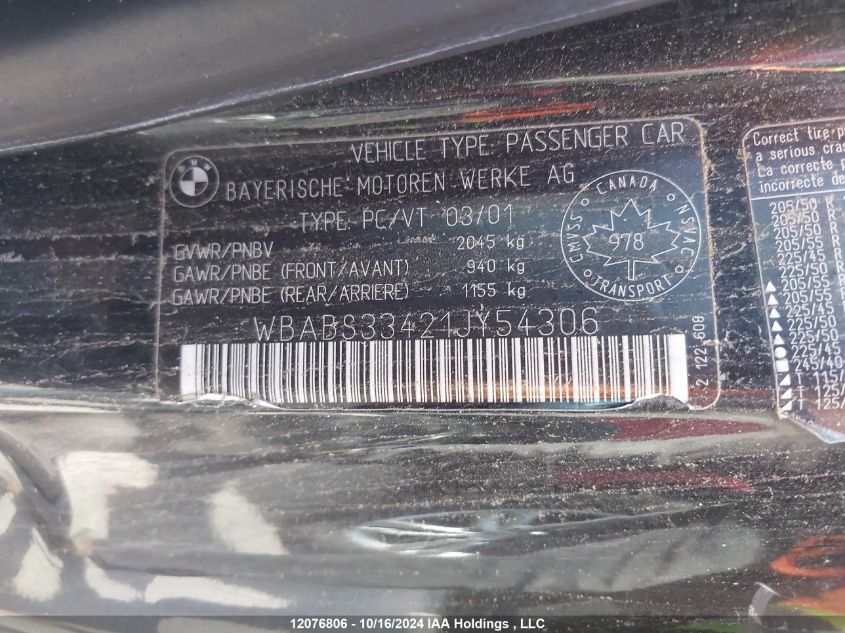 VEHICLE TYPE: PASSENGER CAR
BAYERISCHE MOTOREN WERKE AG
TYPE: PC/VT 03/01
GVWR/PNBV 2045 kg
GAWR/PNBE (FRONT/AVANT) 940 kg
GAWR/PNBE (REAR/ARRIERE) 1155 kg
WBABS33421JY54306
CANADA
CMVSS NSVAC
978
TRANSPORT
2 122 608
Correct tire
a serious
La correcte
incorrecte
205/50 R
205/50 R
205/50 R
205/55 R
225/45 R
225/50 R
205/55
205/55
225/45
225/50
225/45
245/40
T 115/
T 125/
12076806 - 10/16/2024 IAA Holdings , LLC